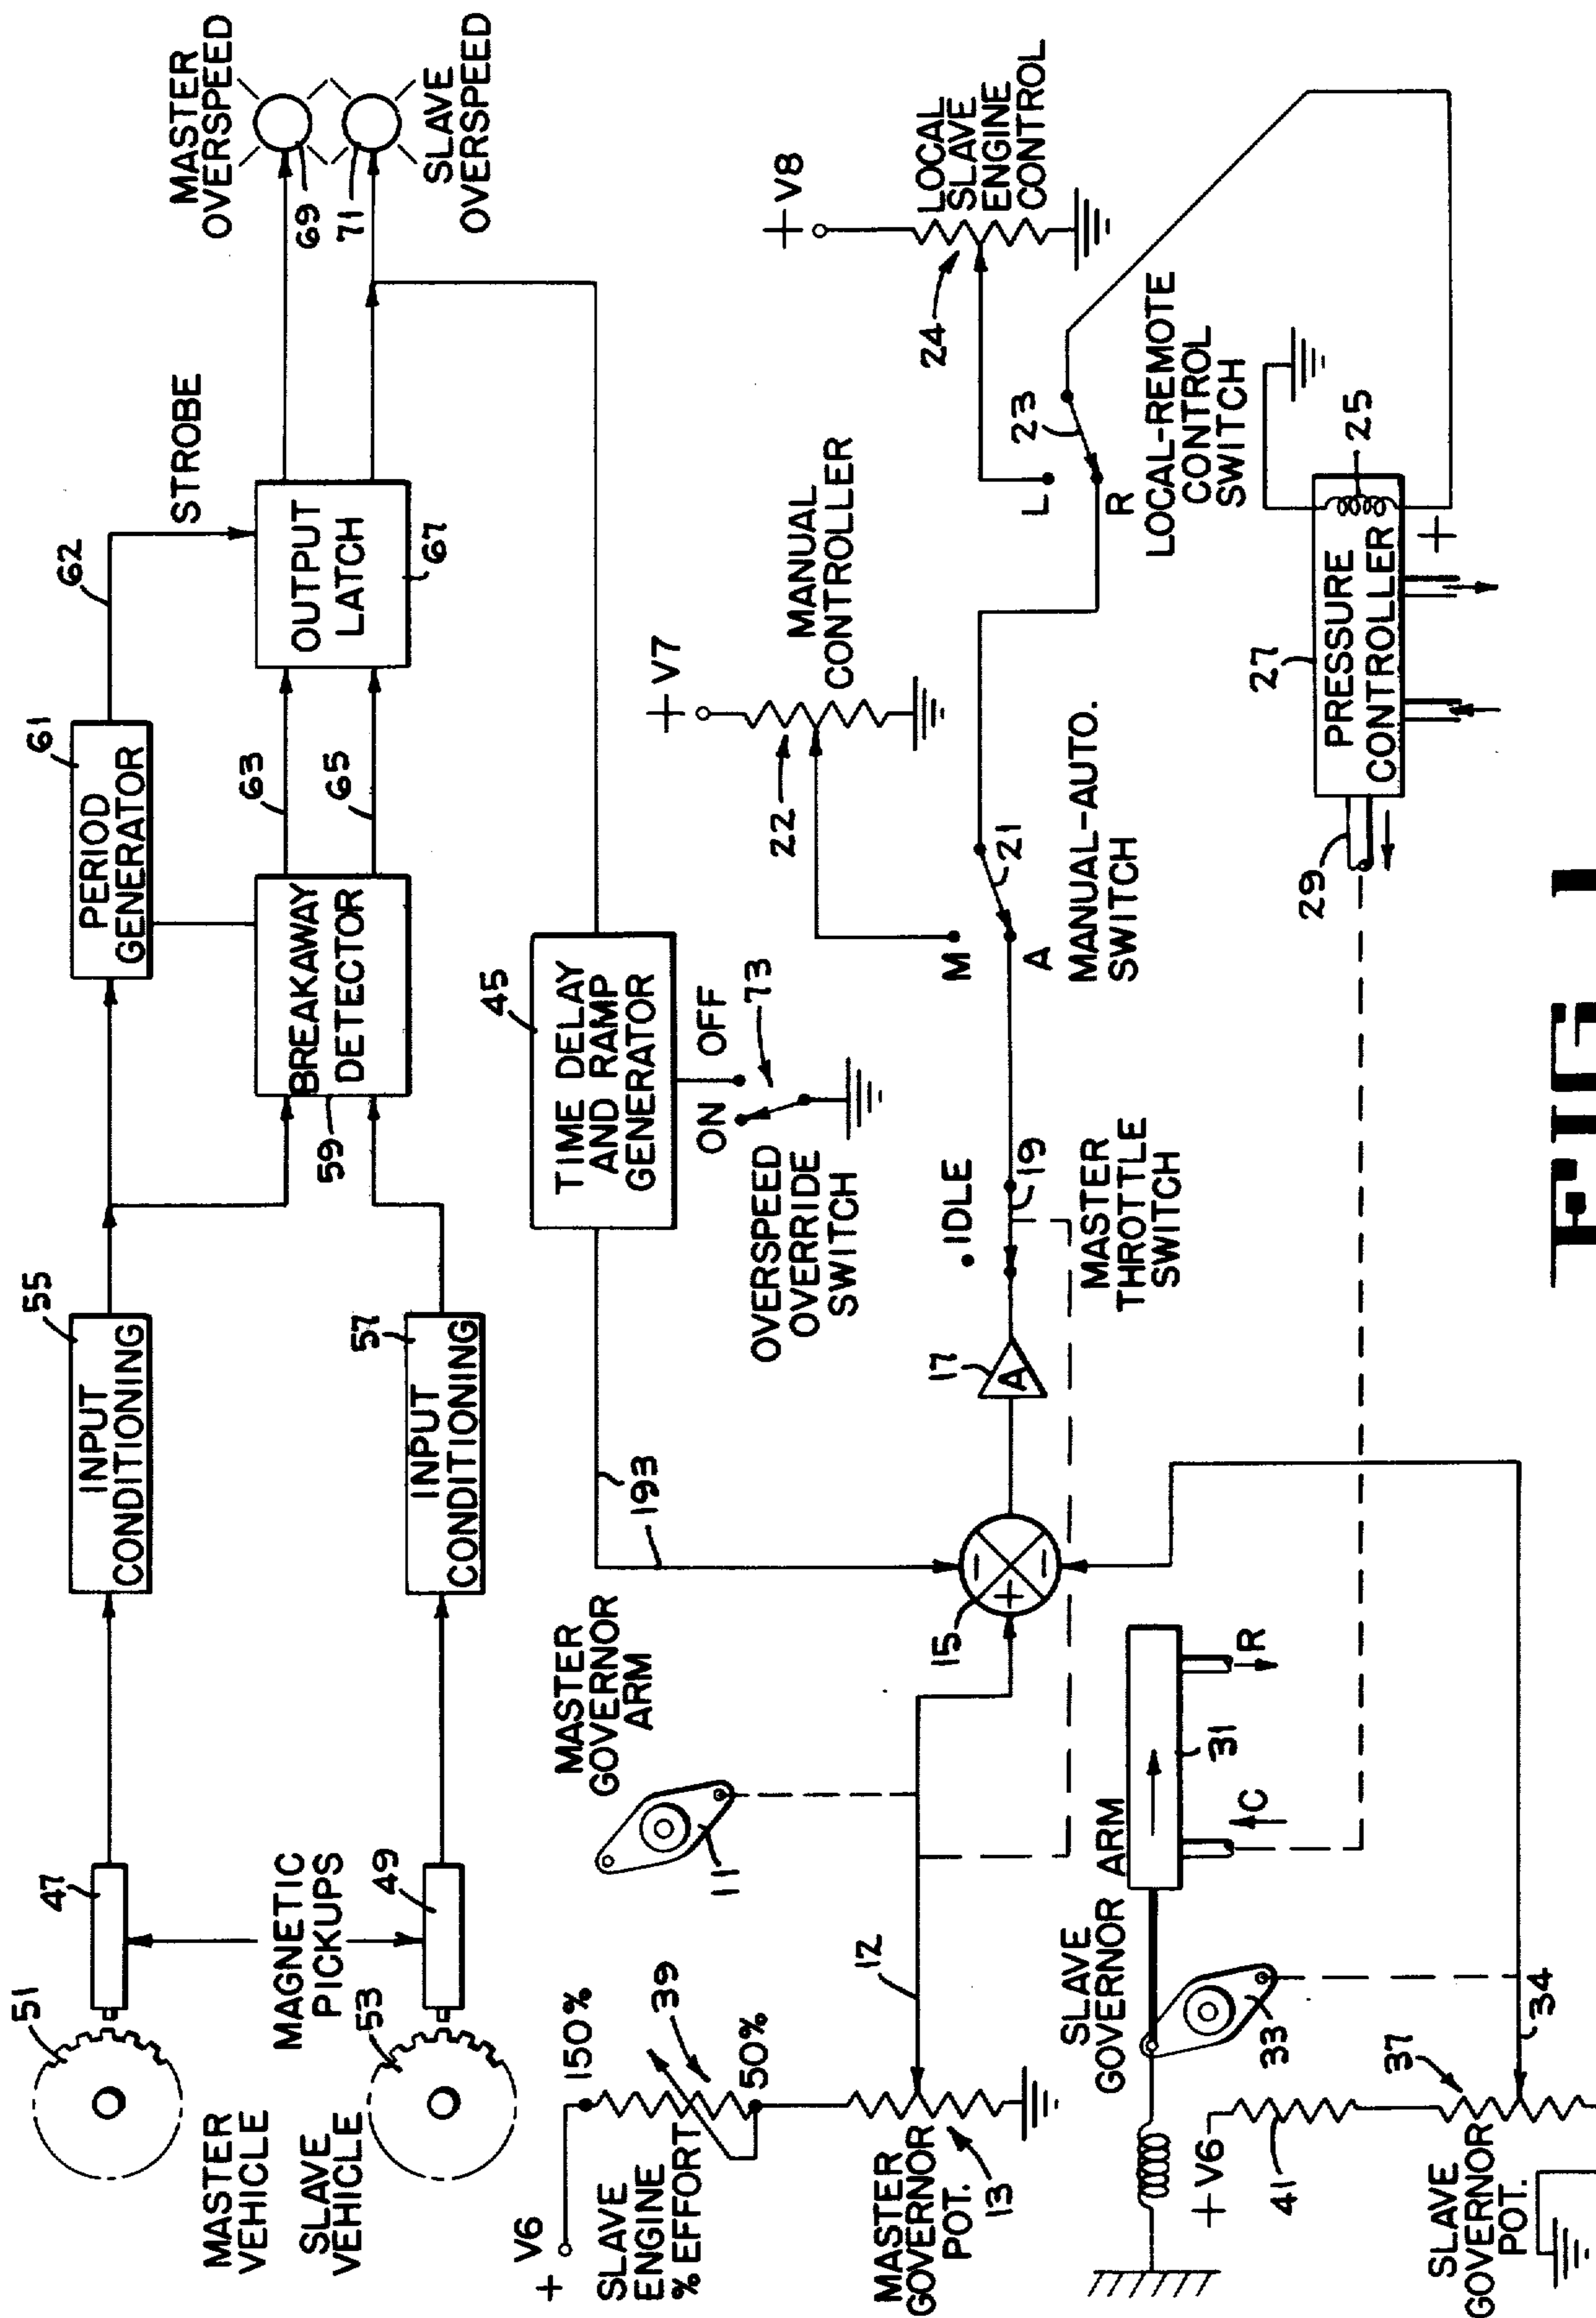 51
47
55
INPUT
CONDITIONING
PERIOD
GENERATOR
61
62
STROBE
MASTER
OVERSPEED
69
71
SLAVE
OVERSPEED
MASTER
VEHICLE
MAGNETIC
PICKUPS
SLAVE
VEHICLE
53
49
57
INPUT
CONDITIONING
BREAKAWAY
DETECTOR
59
63
65
OUTPUT
LATCH
67
45
TIME DELAY
AND RAMP
GENERATOR
ON
OFF
73
OVERSPEED
OVERRIDE
SWITCH
193
+ V6
150%
39
50%
SLAVE
ENGINE
% EFFORT
MASTER
GOVERNOR
ARM
11
12
MASTER
GOVERNOR
POT.
13
15
+
−
−
17
A
IDLE
19
MASTER
THROTTLE
SWITCH
M
A
21
MANUAL-AUTO.
SWITCH
+ V7
22
MANUAL
CONTROLLER
+ V8
24
LOCAL
SLAVE
ENGINE
CONTROL
L
R
23
LOCAL-REMOTE
CONTROL
SWITCH
SLAVE
GOVERNOR ARM
31
C
R
33
34
+ V6
41
37
SLAVE
GOVERNOR
POT.
29
27
PRESSURE
CONTROLLER
25
+